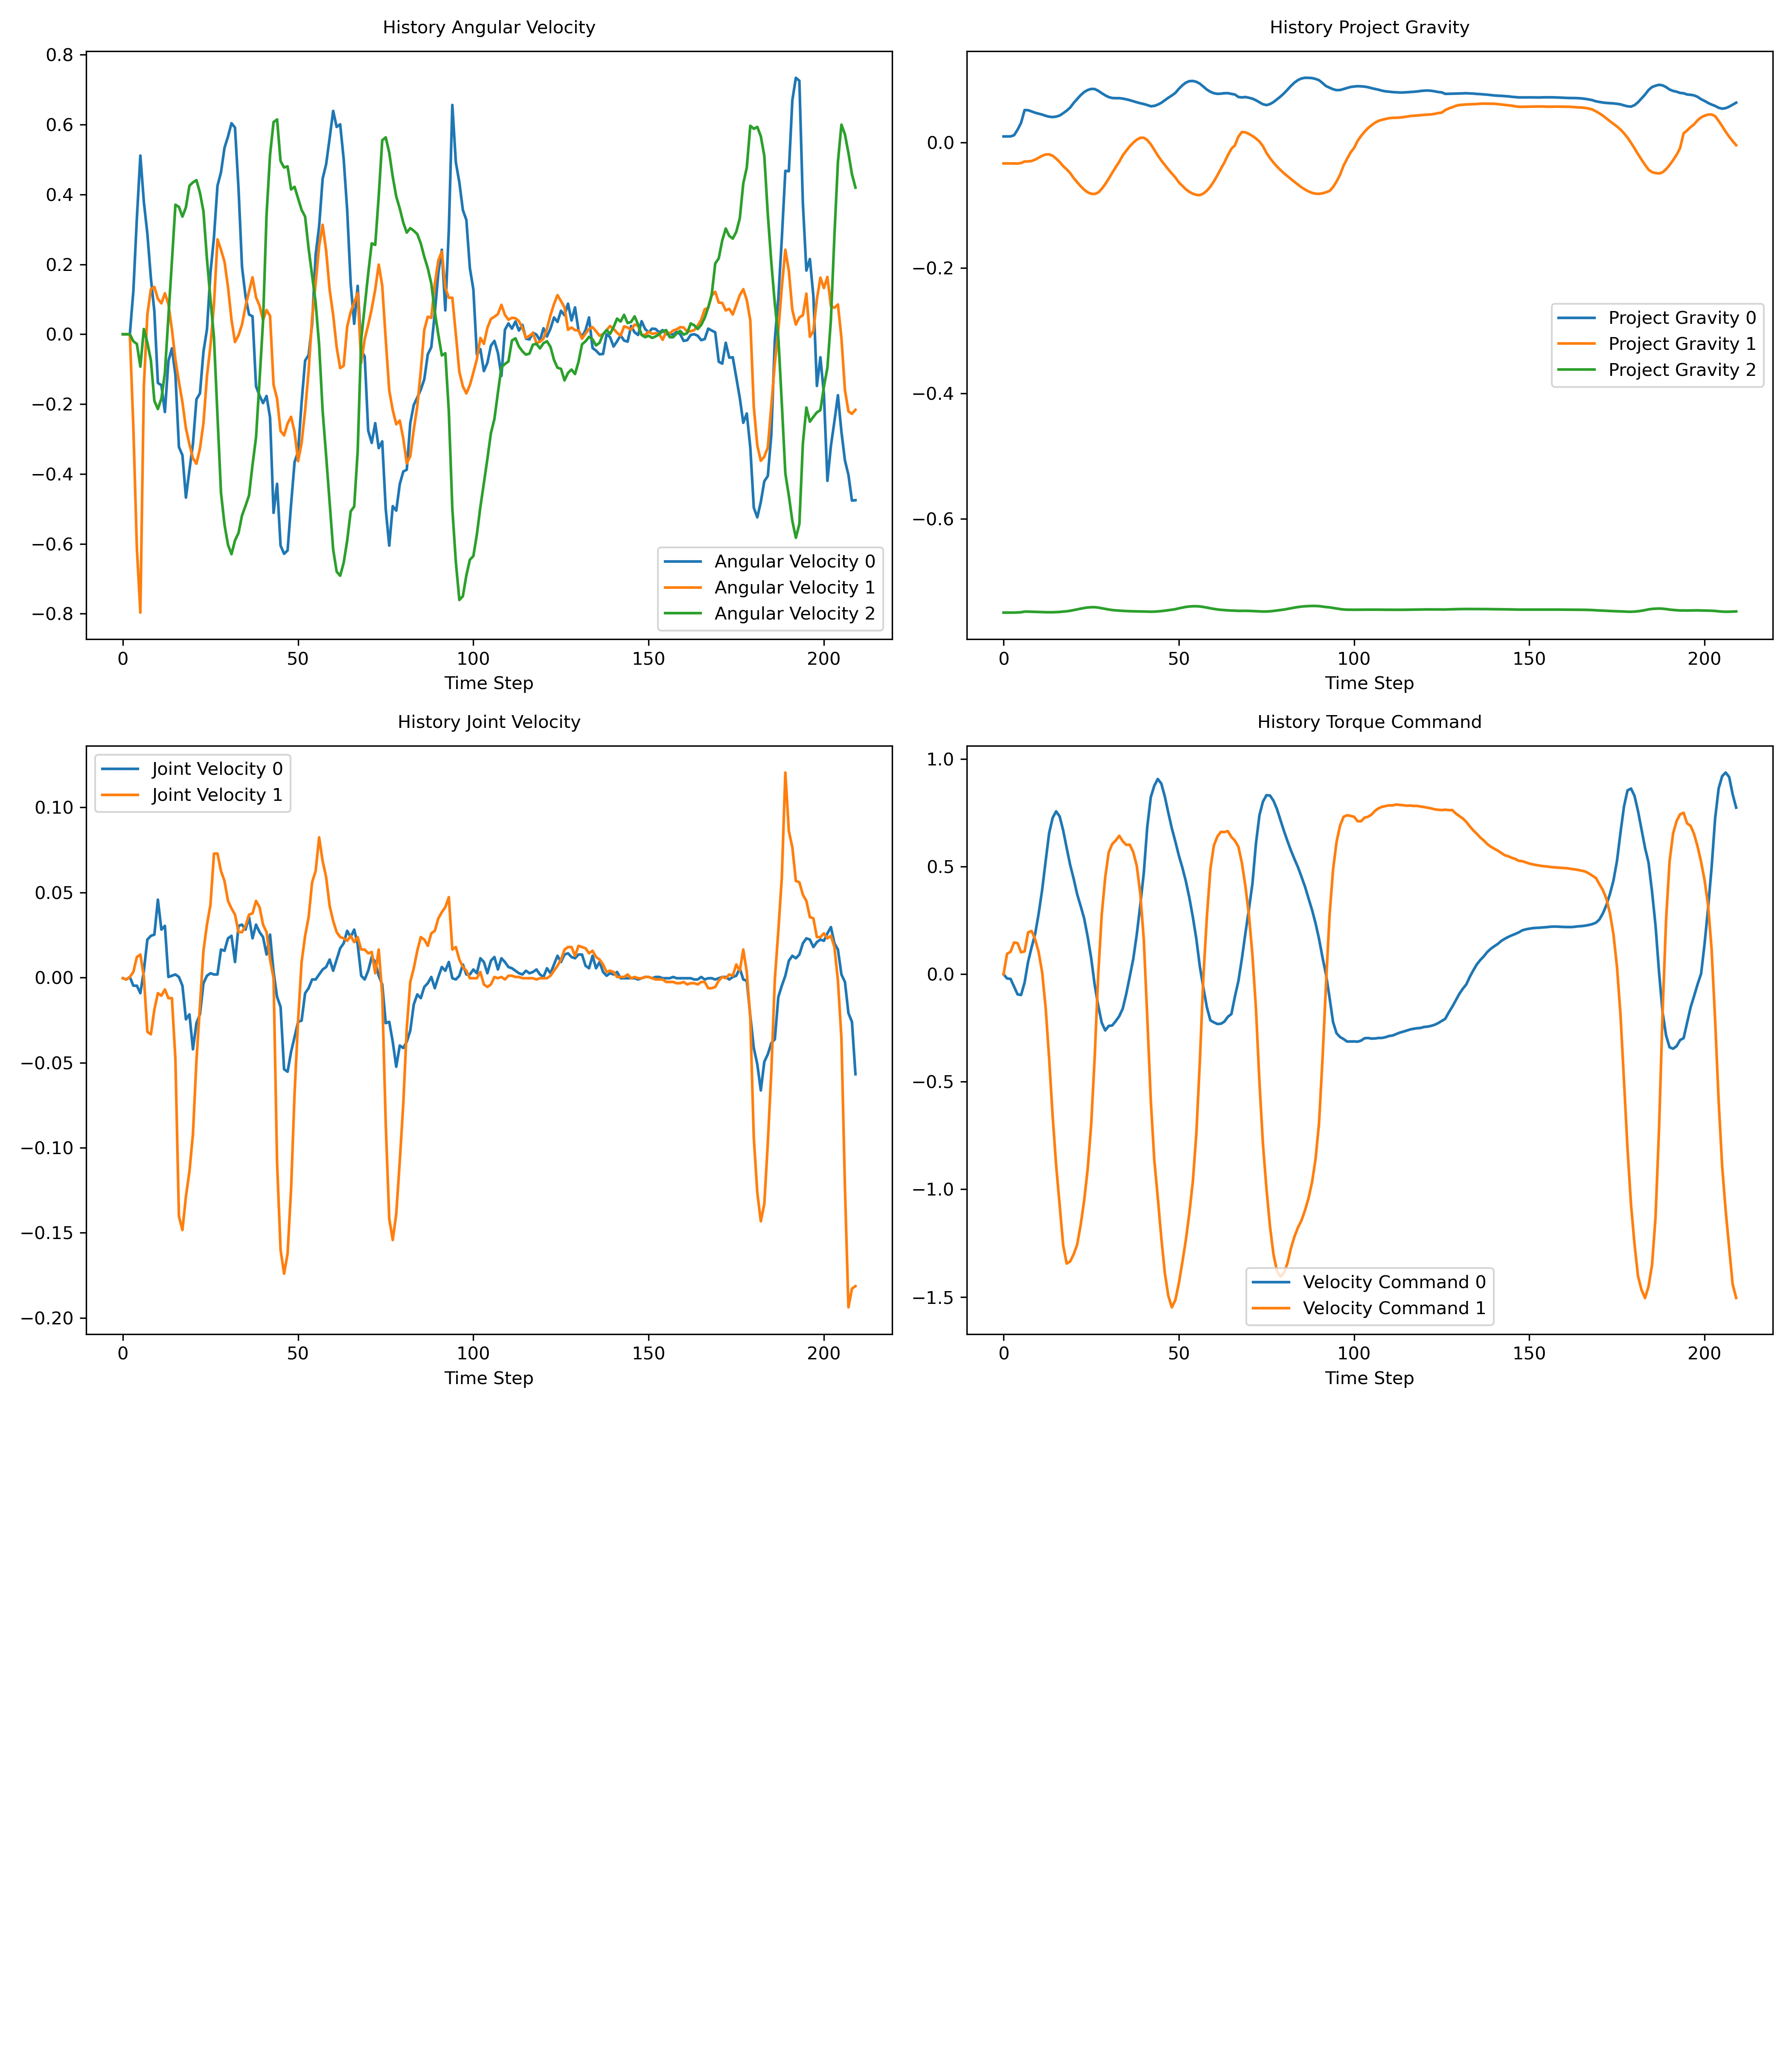 History Angular Velocity
0.8
0.6
0.4
0.2
0.0
−0.2
−0.4
−0.6
−0.8
Angular Velocity 0
Angular Velocity 1
Angular Velocity 2
0 50 100 150 200
Time Step
History Project Gravity
0.0
−0.2
−0.4
−0.6
Project Gravity 0
Project Gravity 1
Project Gravity 2
0 50 100 150 200
Time Step
History Joint Velocity
Joint Velocity 0
Joint Velocity 1
0.10
0.05
0.00
−0.05
−0.10
−0.15
−0.20
0 50 100 150 200
Time Step
History Torque Command
1.0
0.5
0.0
−0.5
−1.0
−1.5
Velocity Command 0
Velocity Command 1
0 50 100 150 200
Time Step